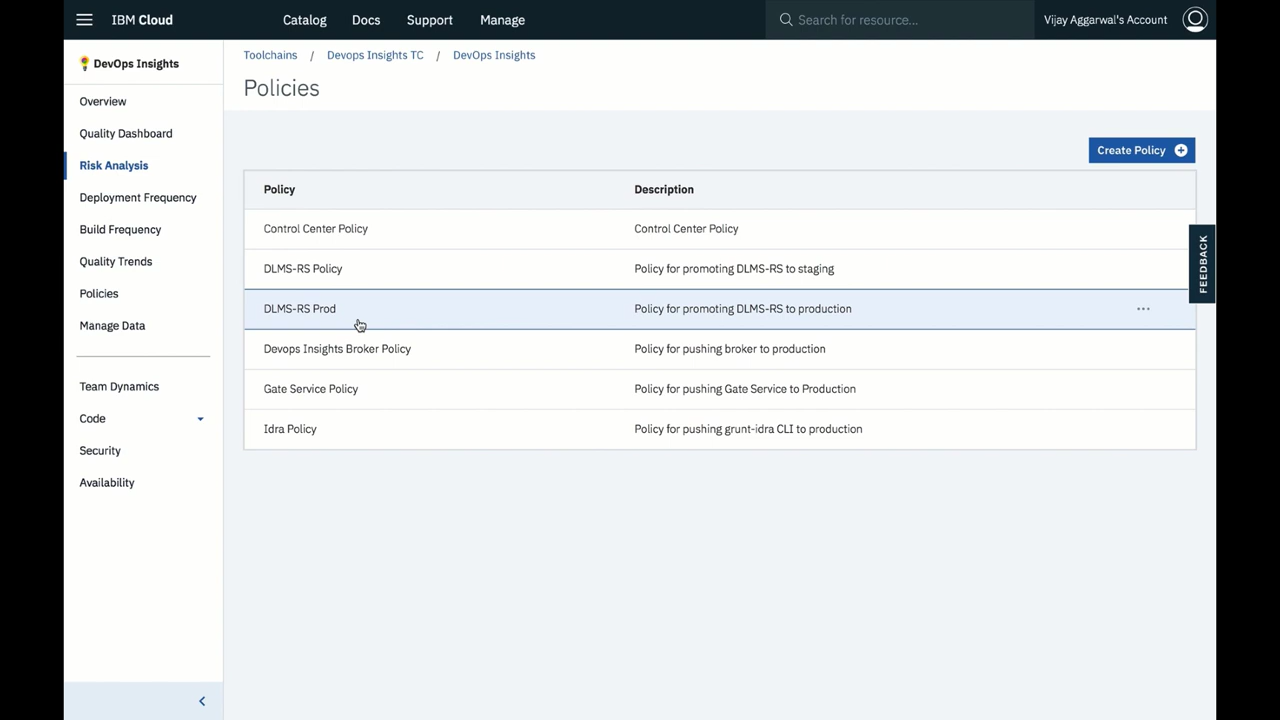 IBM Cloud Catalog Docs Support Manage Search for resource... Vijay Aggarwal's Account
DevOps Insights
Overview
Quality Dashboard
Risk Analysis
Deployment Frequency
Build Frequency
Quality Trends
Policies
Manage Data
Team Dynamics
Code
Security
Availability
Toolchains / Devops Insights TC / DevOps Insights
Policies
Create Policy
Policy Description
Control Center Policy Control Center Policy
DLMS-RS Policy Policy for promoting DLMS-RS to staging
DLMS-RS Prod Policy for promoting DLMS-RS to production
Devops Insights Broker Policy Policy for pushing broker to production
Gate Service Policy Policy for pushing Gate Service to Production
Idra Policy Policy for pushing grunt-idra CLI to production
FEEDBACK